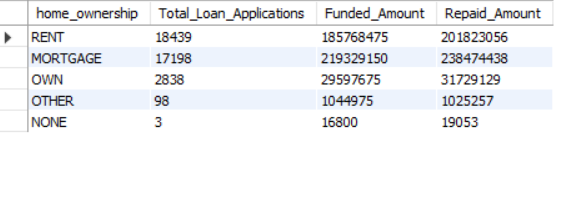 home_ownership Total_Loan_Applications Funded_Amount Repaid_Amount
RENT 18439 185768475 201823056
MORTGAGE 17198 219329150 238474438
OWN 2838 29597675 31729129
OTHER 98 1044975 1025257
NONE 3 16800 19053